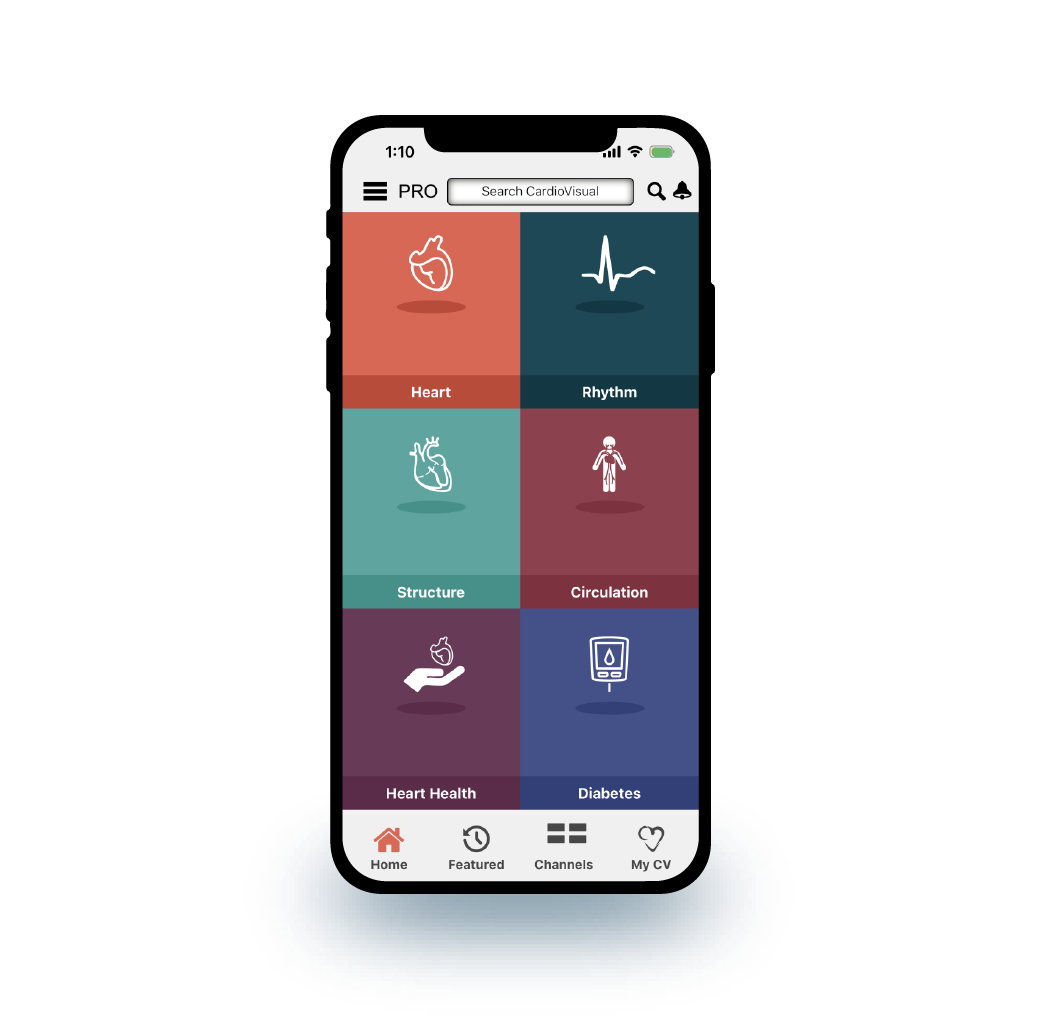 1:10
PRO Search CardioVisual
Heart Rhythm
Structure Circulation
Heart Health Diabetes
Home Featured Channels My CV